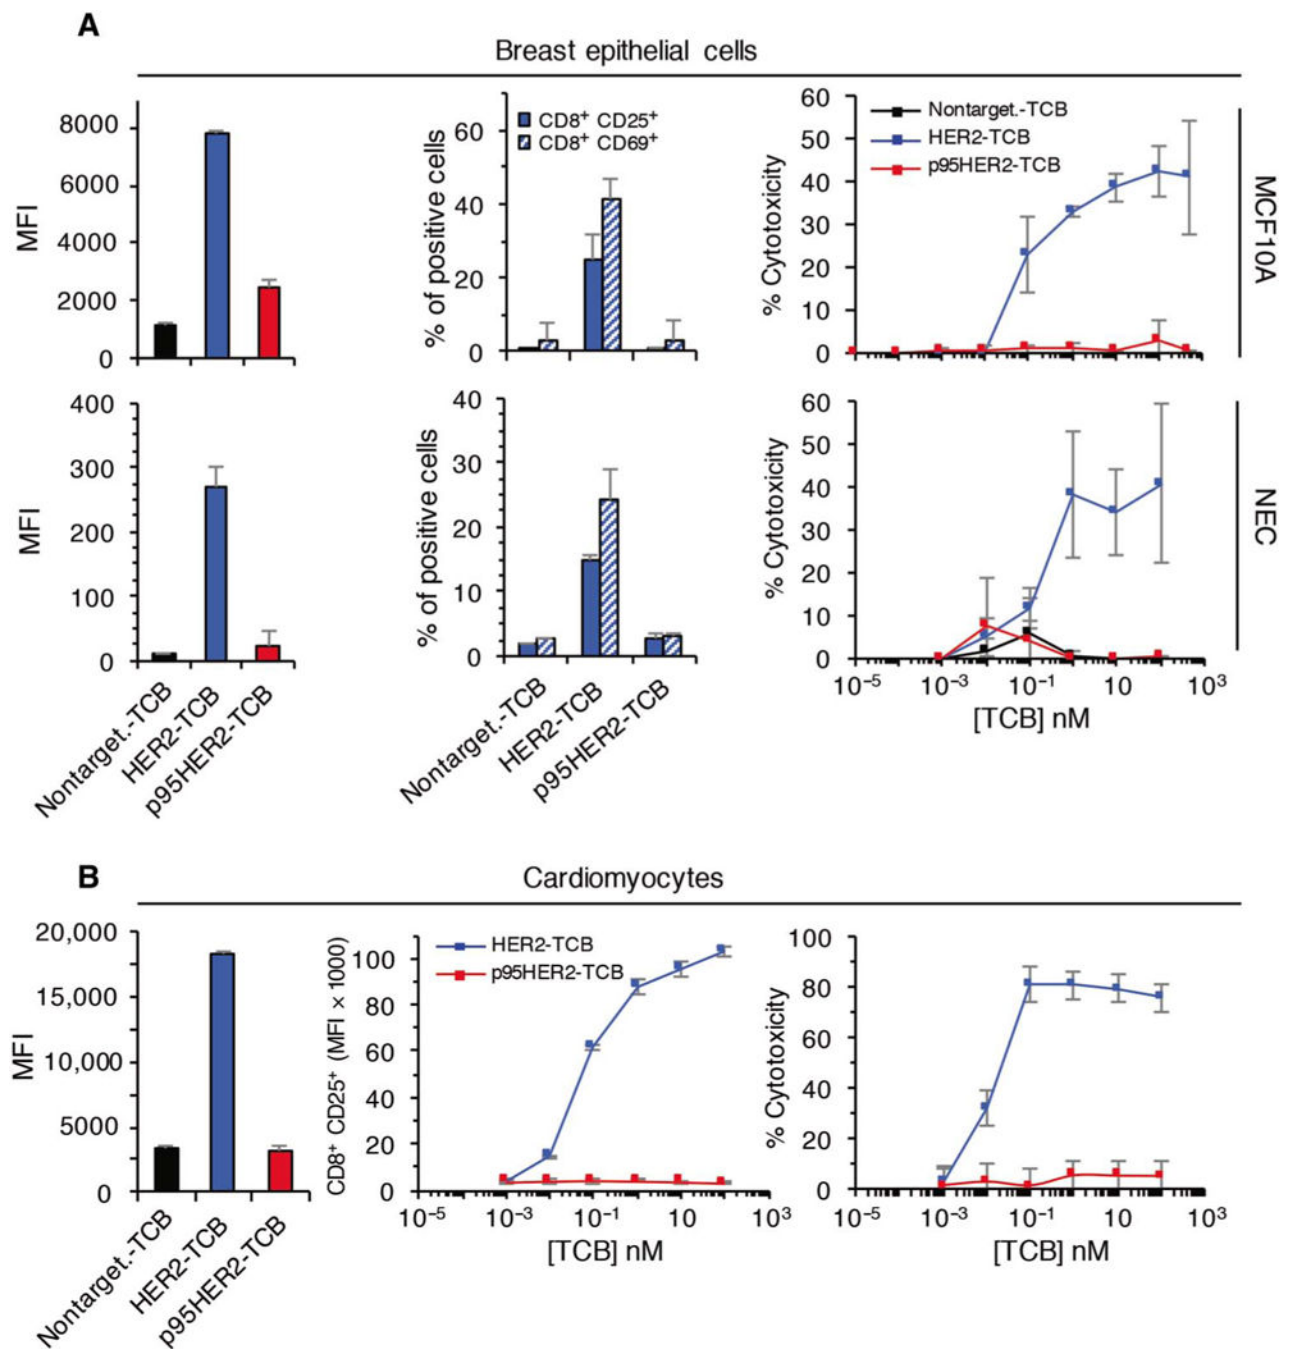 A
Breast epithelial cells
MFI
8000
6000
4000
2000
0
% of positive cells
60
40
20
0
CD8⁺ CD25⁺
CD8⁺ CD69⁺
% Cytotoxicity
60
50
40
30
20
10
0
Nontarget.-TCB
HER2-TCB
p95HER2-TCB
MCF10A
MFI
400
300
200
100
0
Nontarget.-TCB
HER2-TCB
p95HER2-TCB
% of positive cells
40
30
20
10
0
Nontarget.-TCB
HER2-TCB
p95HER2-TCB
% Cytotoxicity
60
50
40
30
20
10
0
10⁻⁵ 10⁻³ 10⁻¹ 10 10³
[TCB] nM
NEC
B
Cardiomyocytes
MFI
20,000
15,000
10,000
5000
0
Nontarget.-TCB
HER2-TCB
p95HER2-TCB
CD8⁺ CD25⁺ (MFI × 1000)
100
80
60
40
20
0
HER2-TCB
p95HER2-TCB
10⁻⁵ 10⁻³ 10⁻¹ 10 10³
[TCB] nM
% Cytotoxicity
100
80
60
40
20
0
10⁻⁵ 10⁻³ 10⁻¹ 10 10³
[TCB] nM